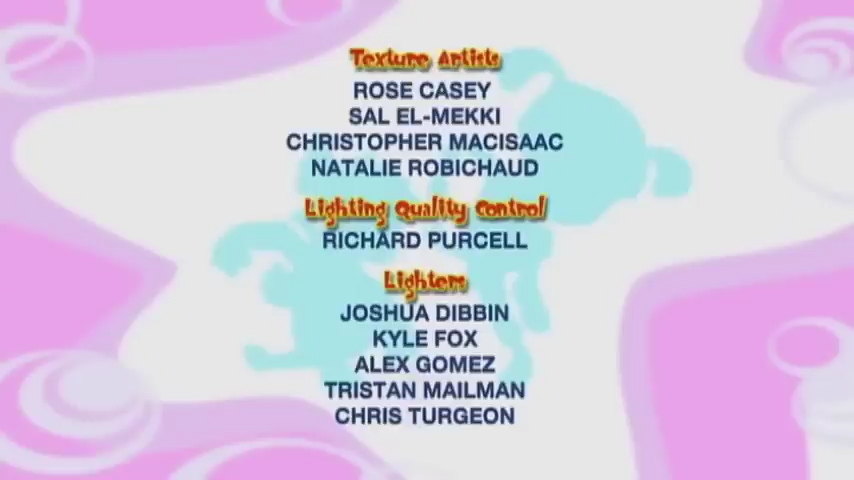 Texture Artists
ROSE CASEY
SAL EL-MEKKI
CHRISTOPHER MACISAAC
NATALIE ROBICHAUD
Lighting Quality Control
RICHARD PURCELL
Lighters
JOSHUA DIBBIN
KYLE FOX
ALEX GOMEZ
TRISTAN MAILMAN
CHRIS TURGEON